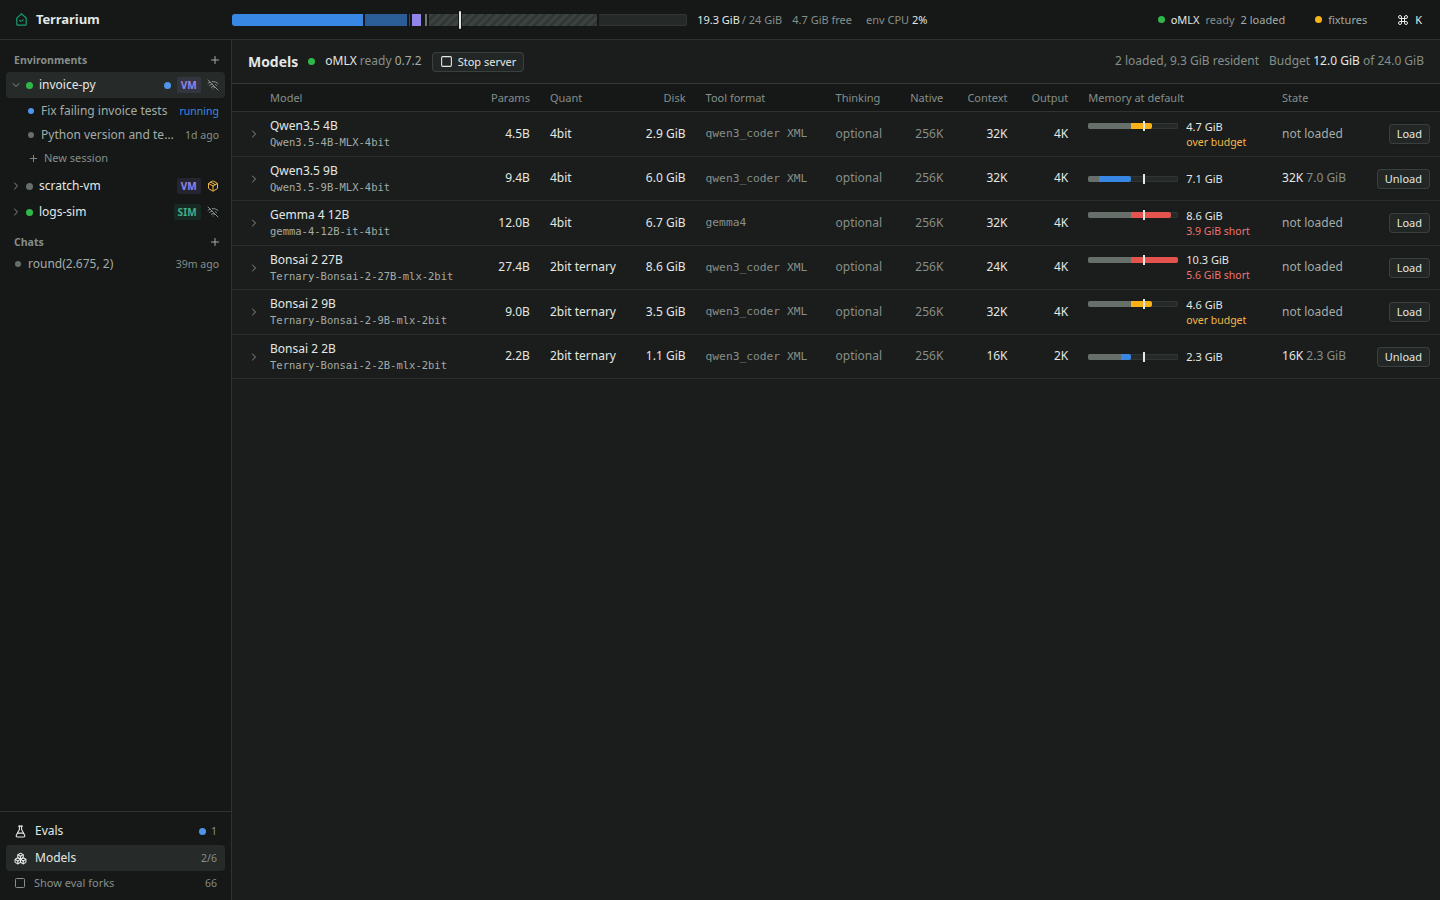 Terrarium
19.3 GiB / 24 GiB 4.7 GiB free env CPU 2%
oMLX ready 2 loaded fixtures ⌘ K
Environments +
invoice-py VM
Fix failing invoice tests running
Python version and te... 1d ago
+ New session
scratch-vm VM
logs-sim SIM
Chats +
round(2.675, 2) 39m ago
Evals 1
Models 2/6
Show eval forks 66
Models oMLX ready 0.7.2 Stop server
2 loaded, 9.3 GiB resident Budget 12.0 GiB of 24.0 GiB
Model Params Quant Disk Tool format Thinking Native Context Output Memory at default State
Qwen3.5 4B
Qwen3.5-4B-MLX-4bit
4.5B 4bit 2.9 GiB qwen3_coder XML optional 256K 32K 4K 4.7 GiB
over budget
not loaded Load
Qwen3.5 9B
Qwen3.5-9B-MLX-4bit
9.4B 4bit 6.0 GiB qwen3_coder XML optional 256K 32K 4K 7.1 GiB 32K 7.0 GiB Unload
Gemma 4 12B
gemma-4-12B-it-4bit
12.0B 4bit 6.7 GiB gemma4 optional 256K 32K 4K 8.6 GiB
3.9 GiB short
not loaded Load
Bonsai 2 27B
Ternary-Bonsai-2-27B-mlx-2bit
27.4B 2bit ternary 8.6 GiB qwen3_coder XML optional 256K 24K 4K 10.3 GiB
5.6 GiB short
not loaded Load
Bonsai 2 9B
Ternary-Bonsai-2-9B-mlx-2bit
9.0B 2bit ternary 3.5 GiB qwen3_coder XML optional 256K 32K 4K 4.6 GiB
over budget
not loaded Load
Bonsai 2 2B
Ternary-Bonsai-2-2B-mlx-2bit
2.2B 2bit ternary 1.1 GiB qwen3_coder XML optional 256K 16K 2K 2.3 GiB 16K 2.3 GiB Unload